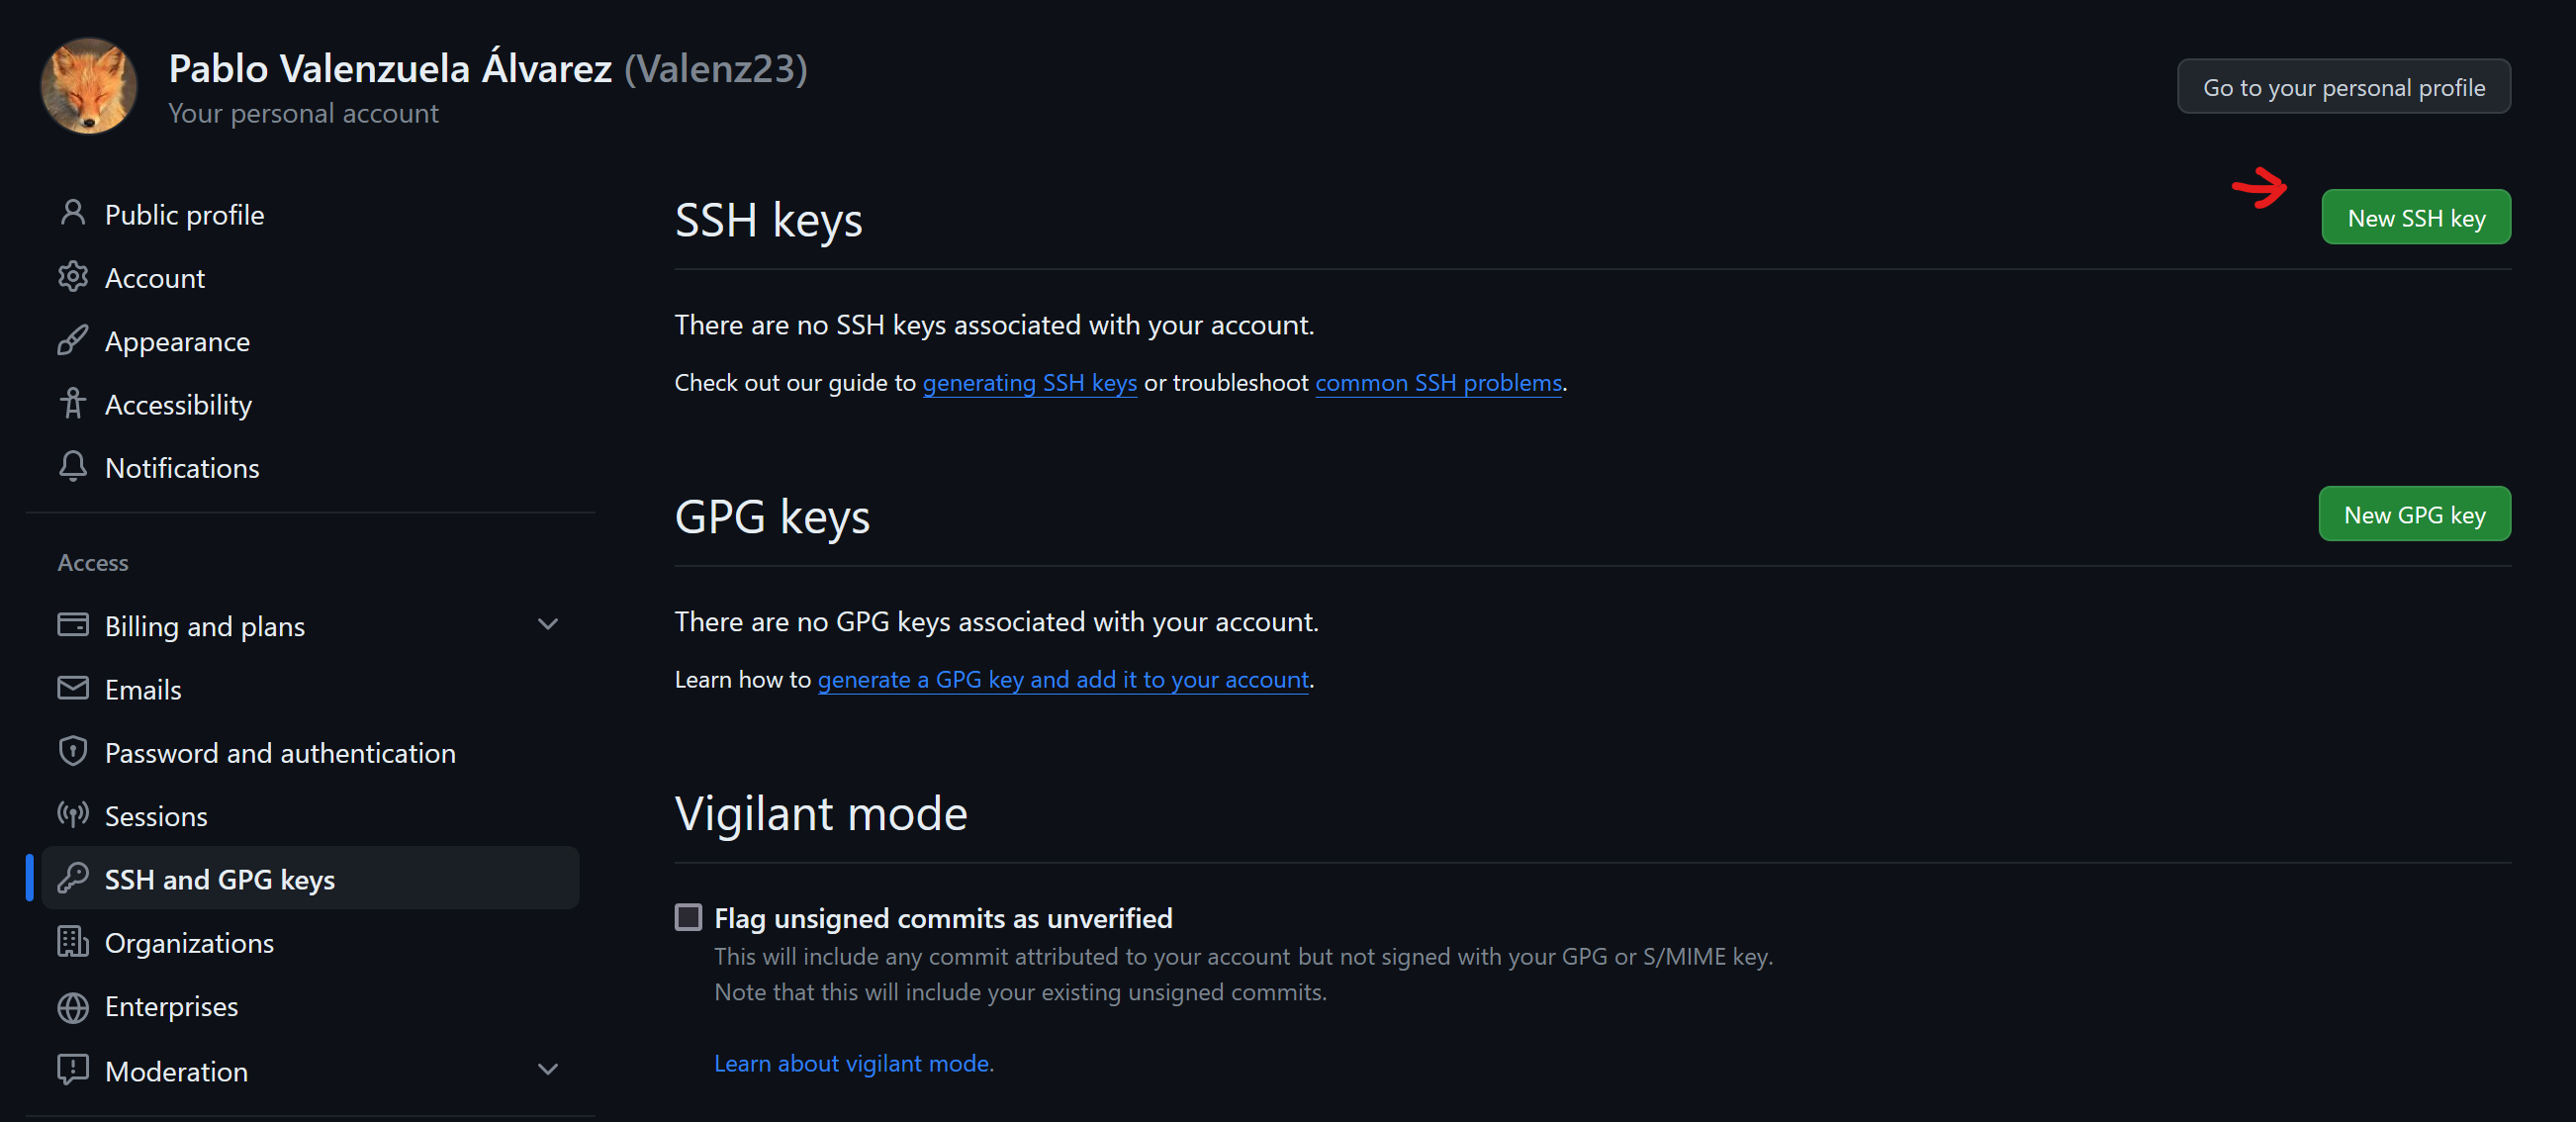 Pablo Valenzuela Álvarez (Valenz23)
Your personal account
Go to your personal profile
Public profile
Account
Appearance
Accessibility
Notifications
Access
Billing and plans
Emails
Password and authentication
Sessions
SSH and GPG keys
Organizations
Enterprises
Moderation
SSH keys
New SSH key
There are no SSH keys associated with your account.
Check out our guide to generating SSH keys or troubleshoot common SSH problems.
GPG keys
New GPG key
There are no GPG keys associated with your account.
Learn how to generate a GPG key and add it to your account.
Vigilant mode
Flag unsigned commits as unverified
This will include any commit attributed to your account but not signed with your GPG or S/MIME key.
Note that this will include your existing unsigned commits.
Learn about vigilant mode.